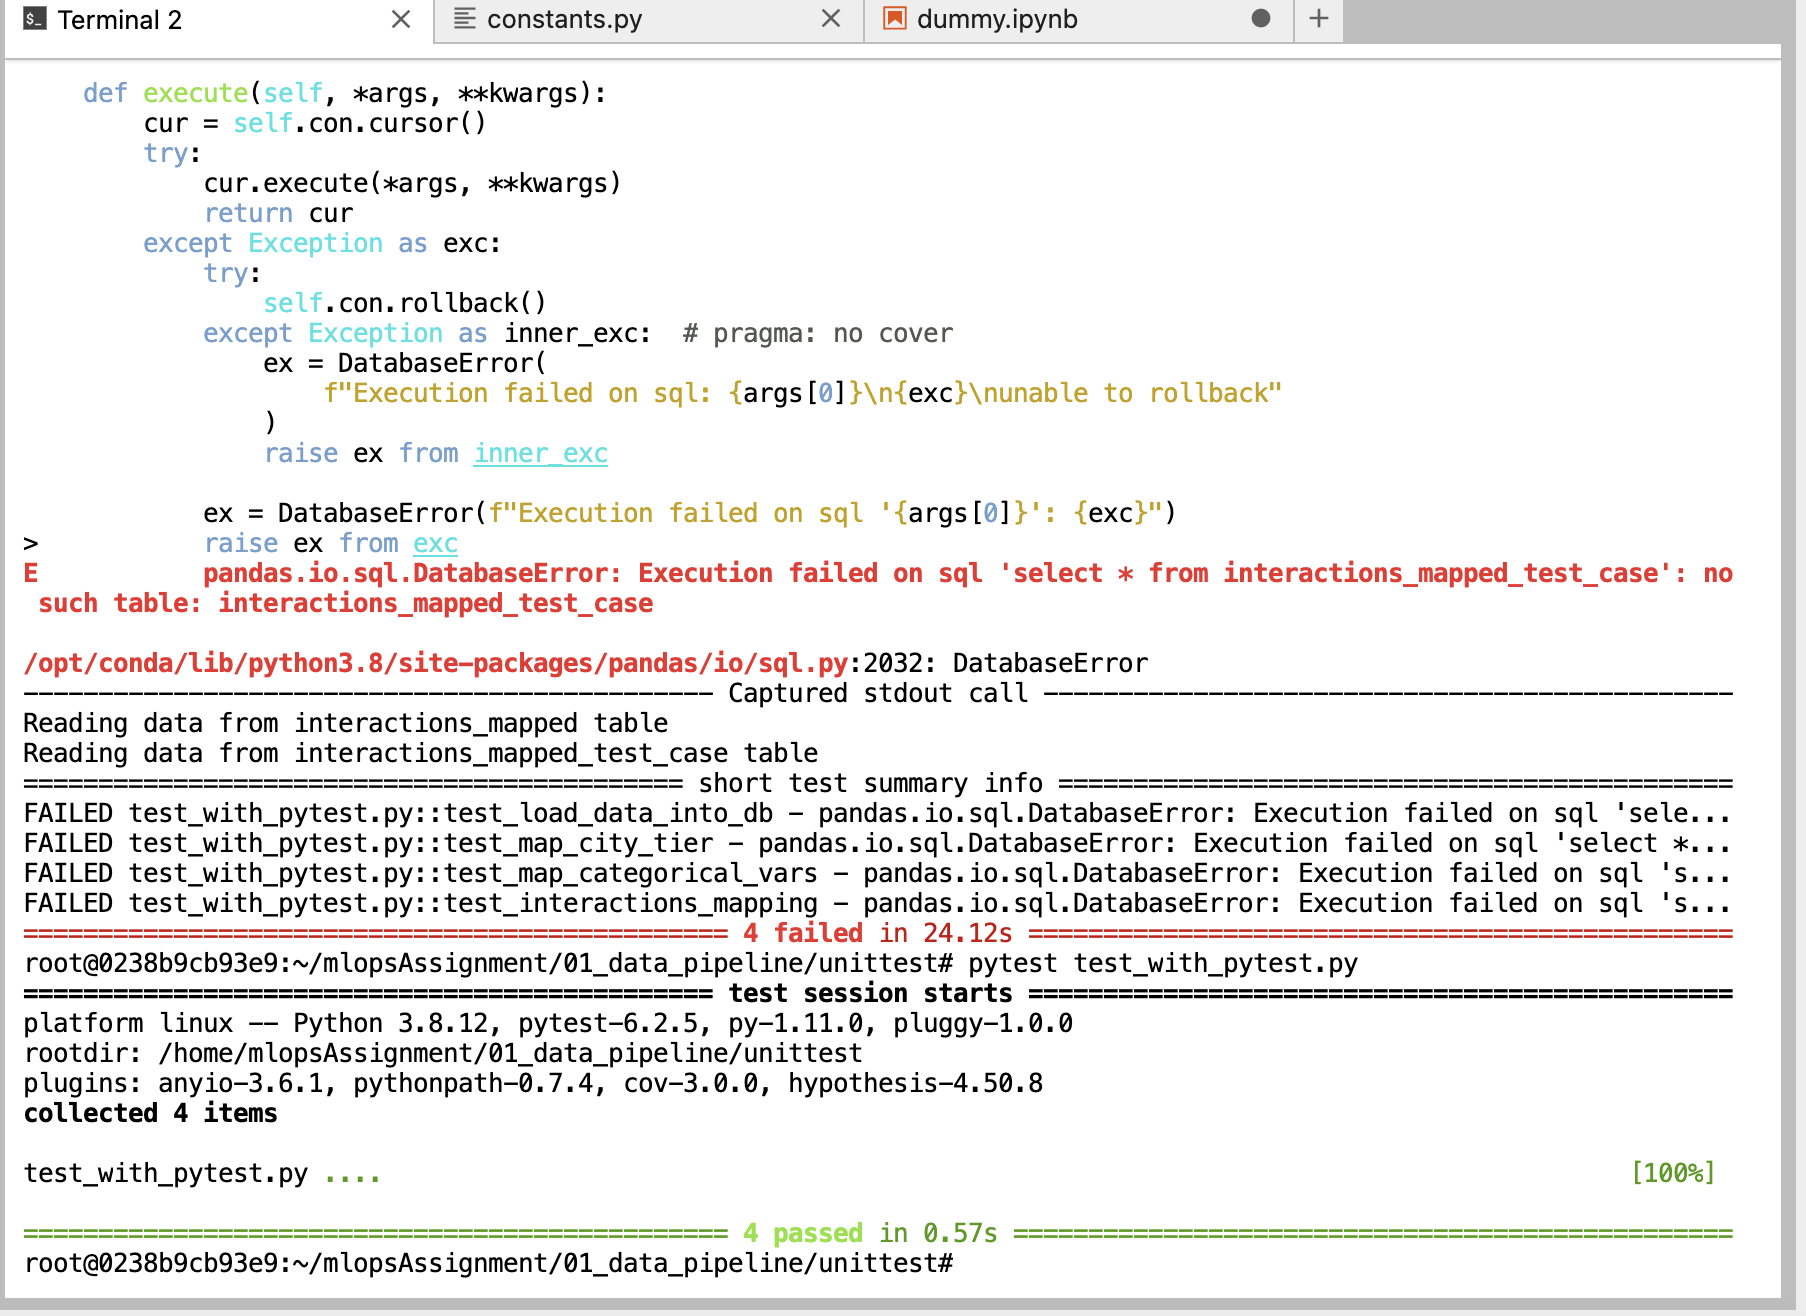 $_ Terminal 2
constants.py
dummy.ipynb
def execute(self, *args, **kwargs):
cur = self.con.cursor()
try:
cur.execute(*args, **kwargs)
return cur
except Exception as exc:
try:
self.con.rollback()
except Exception as inner_exc:  # pragma: no cover
ex = DatabaseError(
f"Execution failed on sql: {args[0]}\n{exc}\nunable to rollback"
)
raise ex from inner_exc
ex = DatabaseError(f"Execution failed on sql '{args[0]}': {exc}")
> raise ex from exc
E pandas.io.sql.DatabaseError: Execution failed on sql 'select * from interactions_mapped_test_case': no
such table: interactions_mapped_test_case
/opt/conda/lib/python3.8/site-packages/pandas/io/sql.py:2032: DatabaseError
---------------------------------------------- Captured stdout call ----------------------------------------------
Reading data from interactions_mapped table
Reading data from interactions_mapped_test_case table
============================================ short test summary info =============================================
FAILED test_with_pytest.py::test_load_data_into_db - pandas.io.sql.DatabaseError: Execution failed on sql 'sele...
FAILED test_with_pytest.py::test_map_city_tier - pandas.io.sql.DatabaseError: Execution failed on sql 'select *...
FAILED test_with_pytest.py::test_map_categorical_vars - pandas.io.sql.DatabaseError: Execution failed on sql 's...
FAILED test_with_pytest.py::test_interactions_mapping - pandas.io.sql.DatabaseError: Execution failed on sql 's...
=============================================== 4 failed in 24.12s ===============================================
root@0238b9cb93e9:~/mlopsAssignment/01_data_pipeline/unittest# pytest test_with_pytest.py
============================================== test session starts ===============================================
platform linux -- Python 3.8.12, pytest-6.2.5, py-1.11.0, pluggy-1.0.0
rootdir: /home/mlopsAssignment/01_data_pipeline/unittest
plugins: anyio-3.6.1, pythonpath-0.7.4, cov-3.0.0, hypothesis-4.50.8
collected 4 items
test_with_pytest.py .... [100%]
=============================================== 4 passed in 0.57s ================================================
root@0238b9cb93e9:~/mlopsAssignment/01_data_pipeline/unittest#